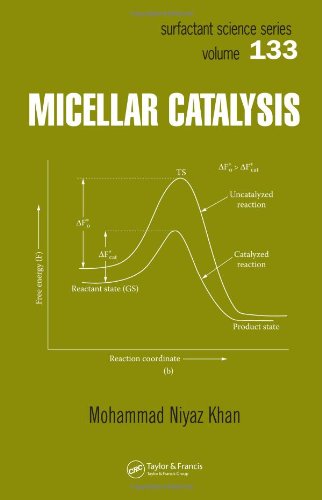 surfactant science series
volume 133
MICELLAR CATALYSIS
TS
ΔF°o > ΔF°cat
Uncatalyzed
reaction
ΔF°o
ΔF°cat
Catalyzed
reaction
Free energy (F)
Reactant state (GS)
Product state
Reaction coordinate
(b)
Mohammad Niyaz Khan
CRC
Taylor & Francis
Taylor & Francis Group